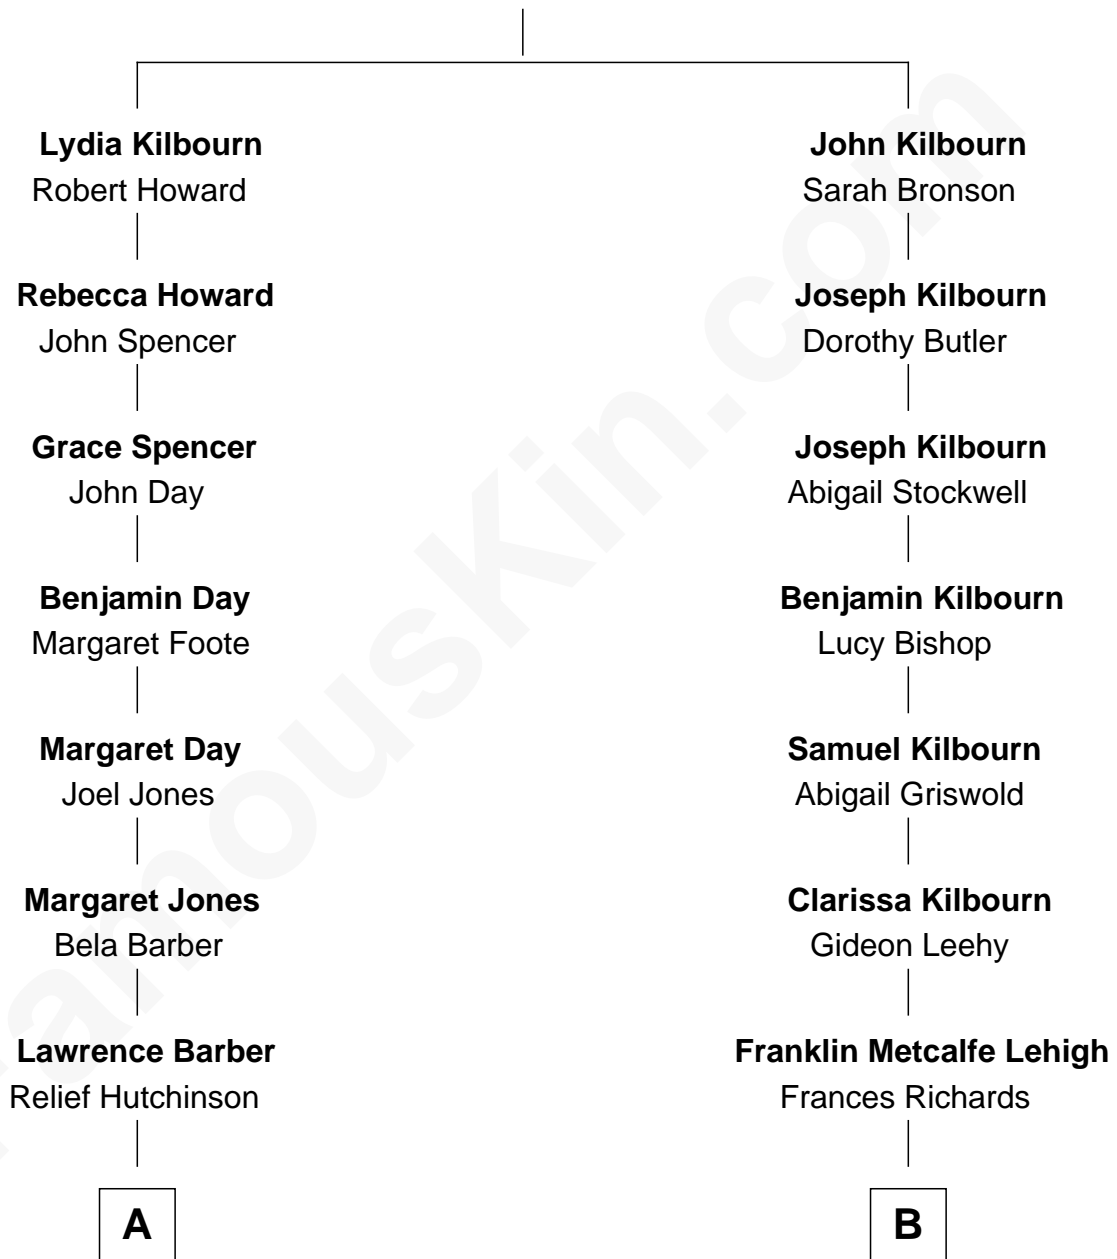 Lydia Kilbourn
Robert Howard
Rebecca Howard
John Spencer
Grace Spencer
John Day
Benjamin Day
Margaret Foote
Margaret Day
Joel Jones
Margaret Jones
Bela Barber
Lawrence Barber
Relief Hutchinson
A
John Kilbourn
Sarah Bronson
Joseph Kilbourn
Dorothy Butler
Joseph Kilbourn
Abigail Stockwell
Benjamin Kilbourn
Lucy Bishop
Samuel Kilbourn
Abigail Griswold
Clarissa Kilbourn
Gideon Leehy
Franklin Metcalfe Lehigh
Frances Richards
B
FamousKin.com